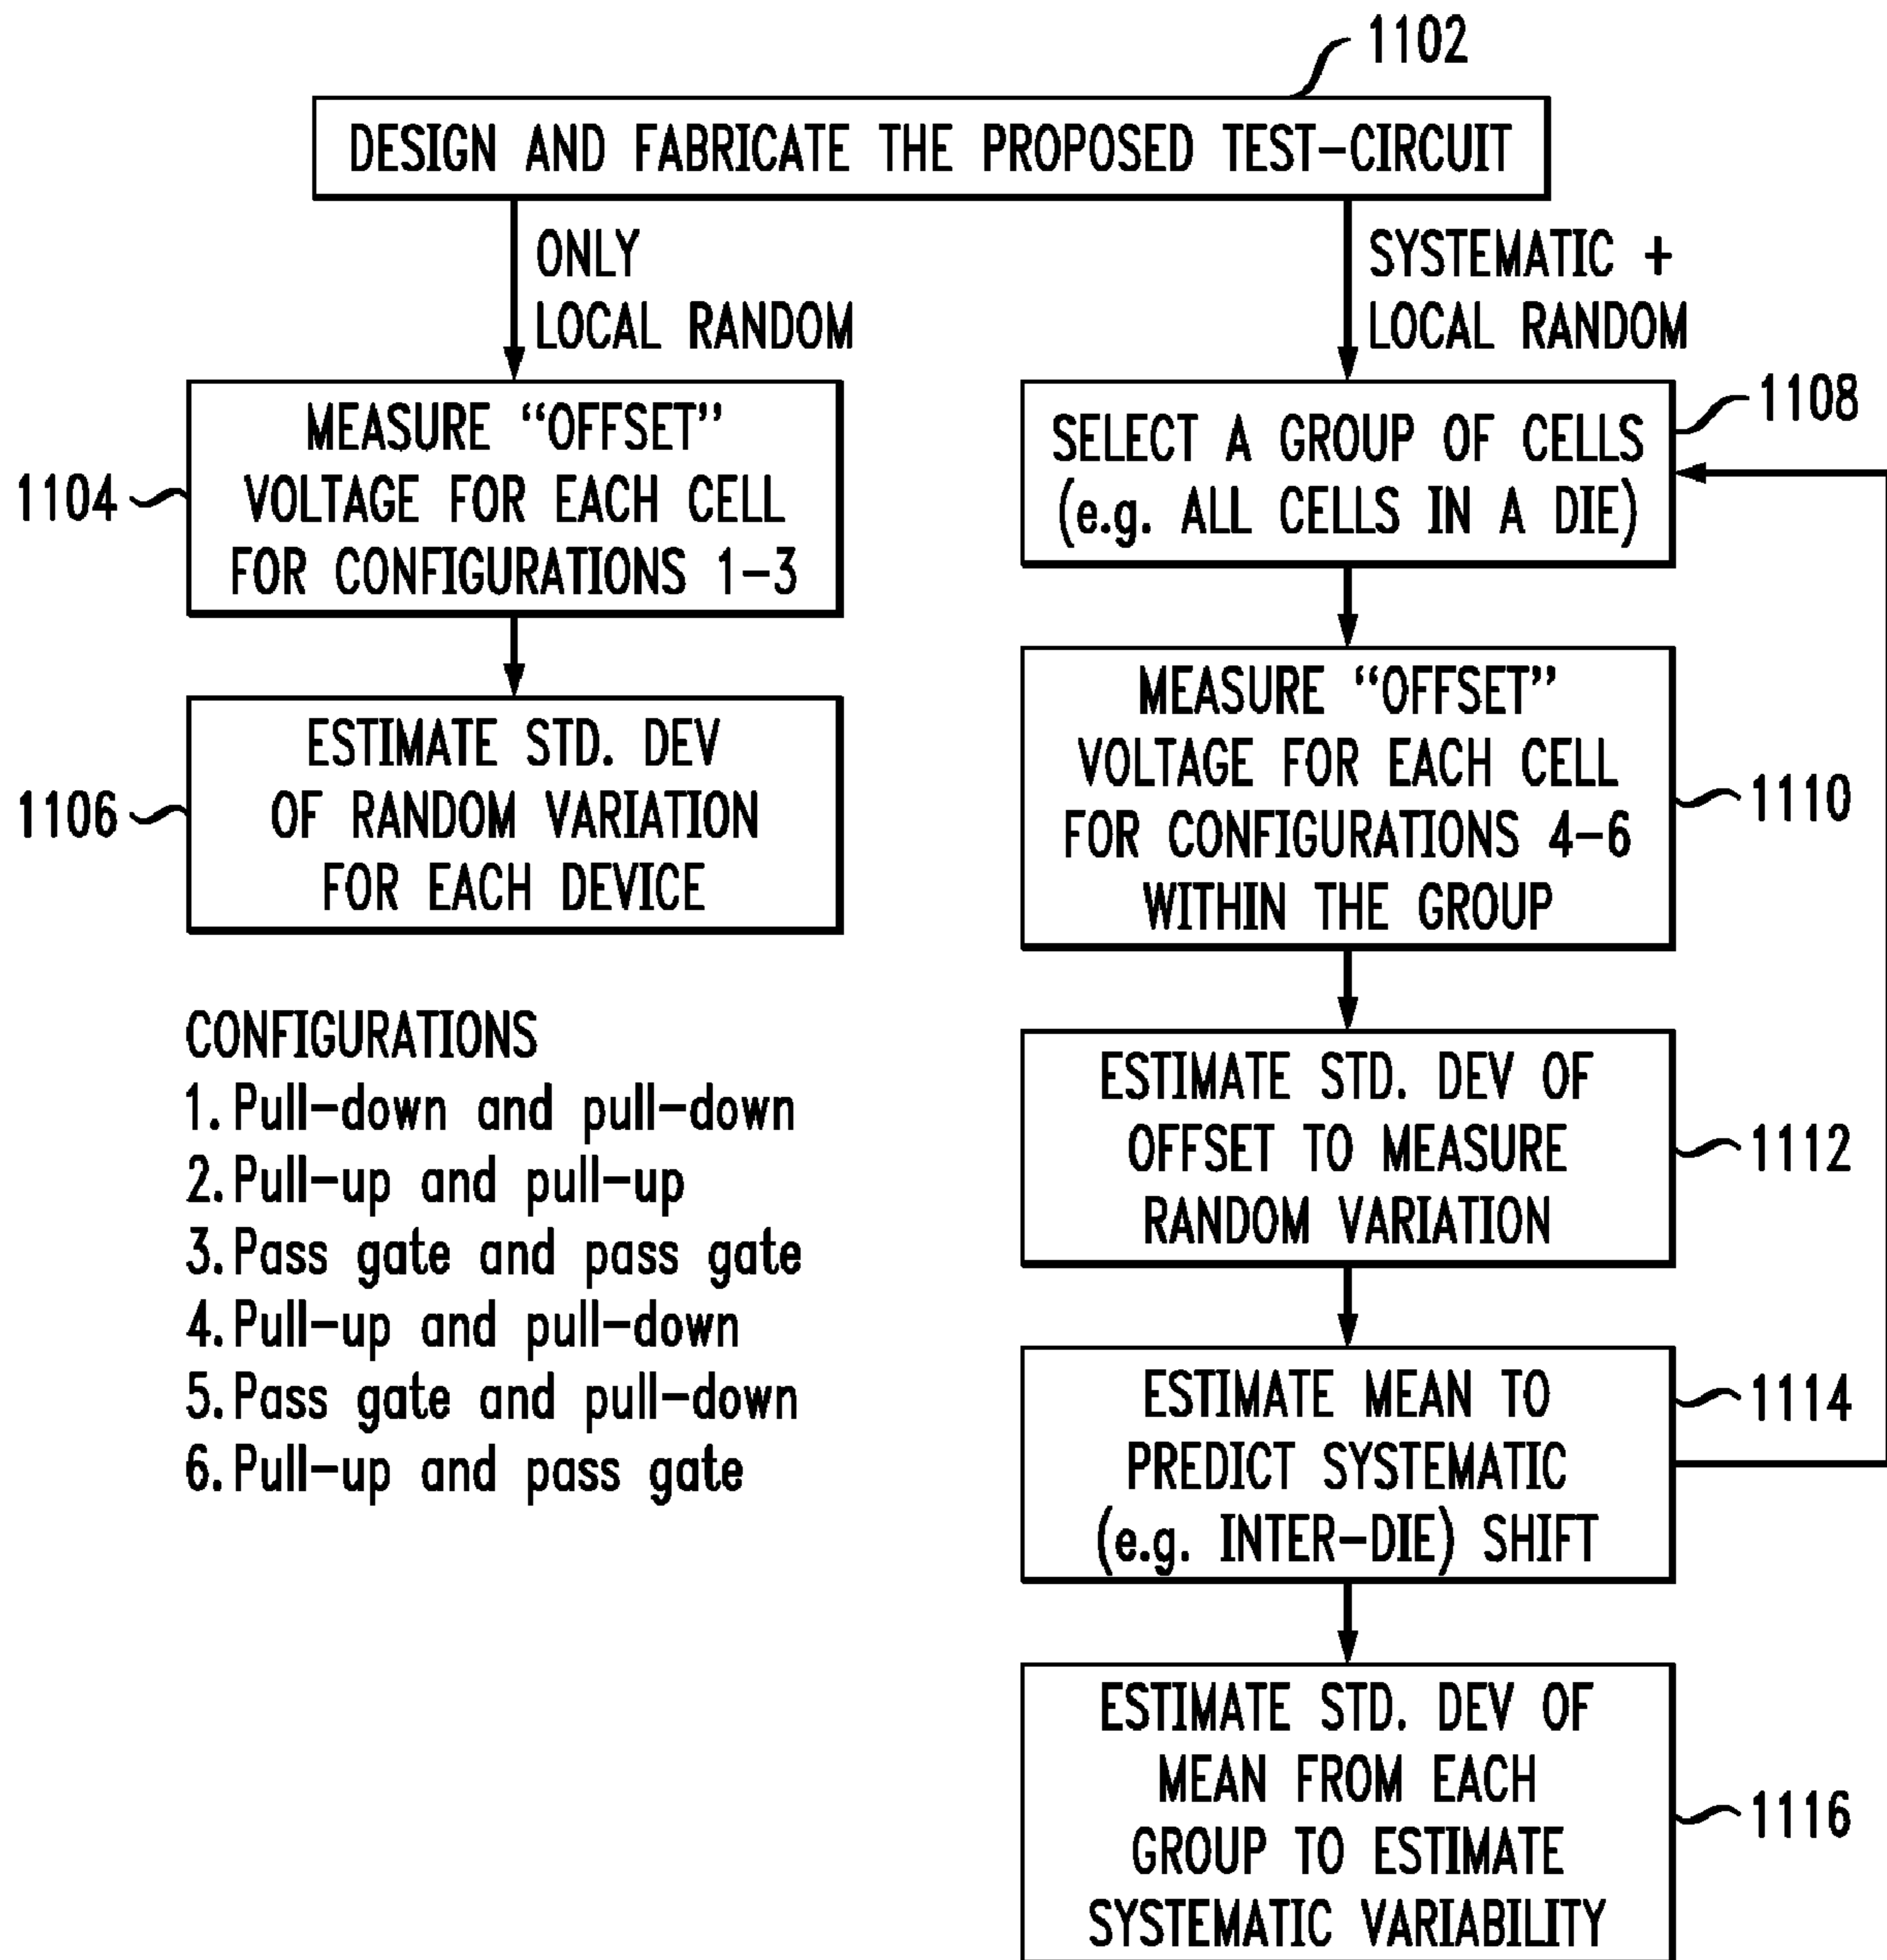 1102
DESIGN AND FABRICATE THE PROPOSED TEST-CIRCUIT
ONLY
LOCAL RANDOM
SYSTEMATIC +
LOCAL RANDOM
1104
MEASURE “OFFSET”
VOLTAGE FOR EACH CELL
FOR CONFIGURATIONS 1-3
1106
ESTIMATE STD. DEV
OF RANDOM VARIATION
FOR EACH DEVICE
CONFIGURATIONS
1. Pull-down and pull-down
2. Pull-up and pull-up
3. Pass gate and pass gate
4. Pull-up and pull-down
5. Pass gate and pull-down
6. Pull-up and pass gate
1108
SELECT A GROUP OF CELLS
(e.g. ALL CELLS IN A DIE)
MEASURE “OFFSET”
VOLTAGE FOR EACH CELL
FOR CONFIGURATIONS 4-6
WITHIN THE GROUP
1110
ESTIMATE STD. DEV OF
OFFSET TO MEASURE
RANDOM VARIATION
1112
ESTIMATE MEAN TO
PREDICT SYSTEMATIC
(e.g. INTER-DIE) SHIFT
1114
ESTIMATE STD. DEV OF
MEAN FROM EACH
GROUP TO ESTIMATE
SYSTEMATIC VARIABILITY
1116